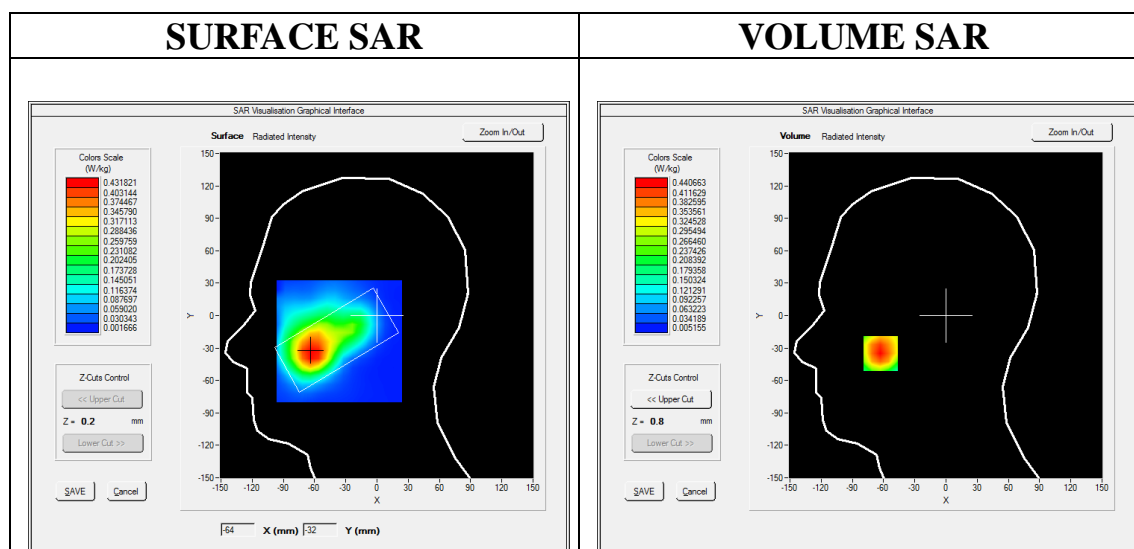 SURFACE SAR
VOLUME SAR
SAR Visualisation Graphical Interface
Surface Radiated Intensity
Zoom In/Out
Colors Scale
(W/kg)
0.431821
0.403144
0.374467
0.345790
0.317113
0.288436
0.259759
0.231082
0.202405
0.173728
0.145051
0.116374
0.087697
0.059020
0.030343
0.001666
Z-Cuts Control
<< Upper Cut
Z = 0.2 mm
Lower Cut >>
SAVE Cancel
150
120
90
60
30
0
-30
-60
-90
-120
-150
Y
-150 -120 -90 -60 -30 0 30 60 90 120 150
X
-64 X (mm) -32 Y (mm)
SAR Visualisation Graphical Interface
Volume Radiated Intensity
Zoom In/Out
Colors Scale
(W/kg)
0.440663
0.411629
0.382595
0.353561
0.324528
0.295494
0.266460
0.237426
0.208392
0.179358
0.150324
0.121291
0.092257
0.063223
0.034189
0.005155
Z-Cuts Control
<< Upper Cut
Z = 0.8 mm
Lower Cut >>
SAVE Cancel
150
120
90
60
30
0
-30
-60
-90
-120
-150
Y
-150 -120 -90 -60 -30 0 30 60 90 120 150
X